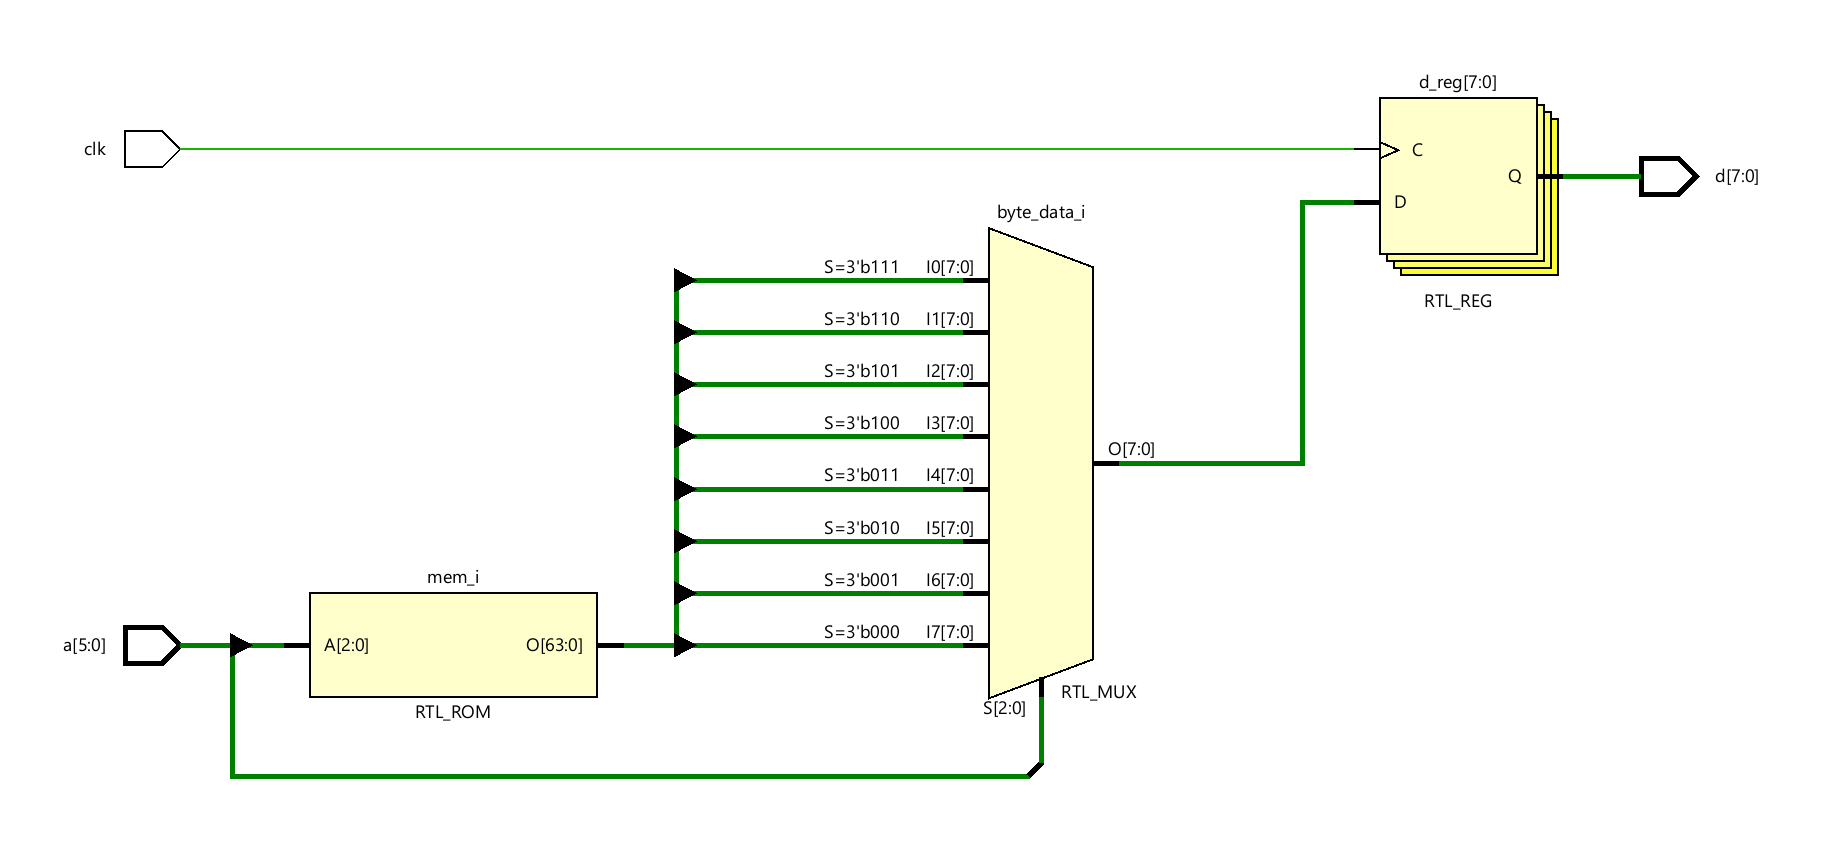 d_reg[7:0]
clk
C
Q
d[7:0]
D
byte_data_i
S=3'b111 I0[7:0]
RTL_REG
S=3'b110 I1[7:0]
S=3'b101 I2[7:0]
S=3'b100 I3[7:0]
O[7:0]
S=3'b011 I4[7:0]
S=3'b010 I5[7:0]
mem_i
S=3'b001 I6[7:0]
S=3'b000 I7[7:0]
a[5:0]
A[2:0]
O[63:0]
RTL_MUX
S[2:0]
RTL_ROM